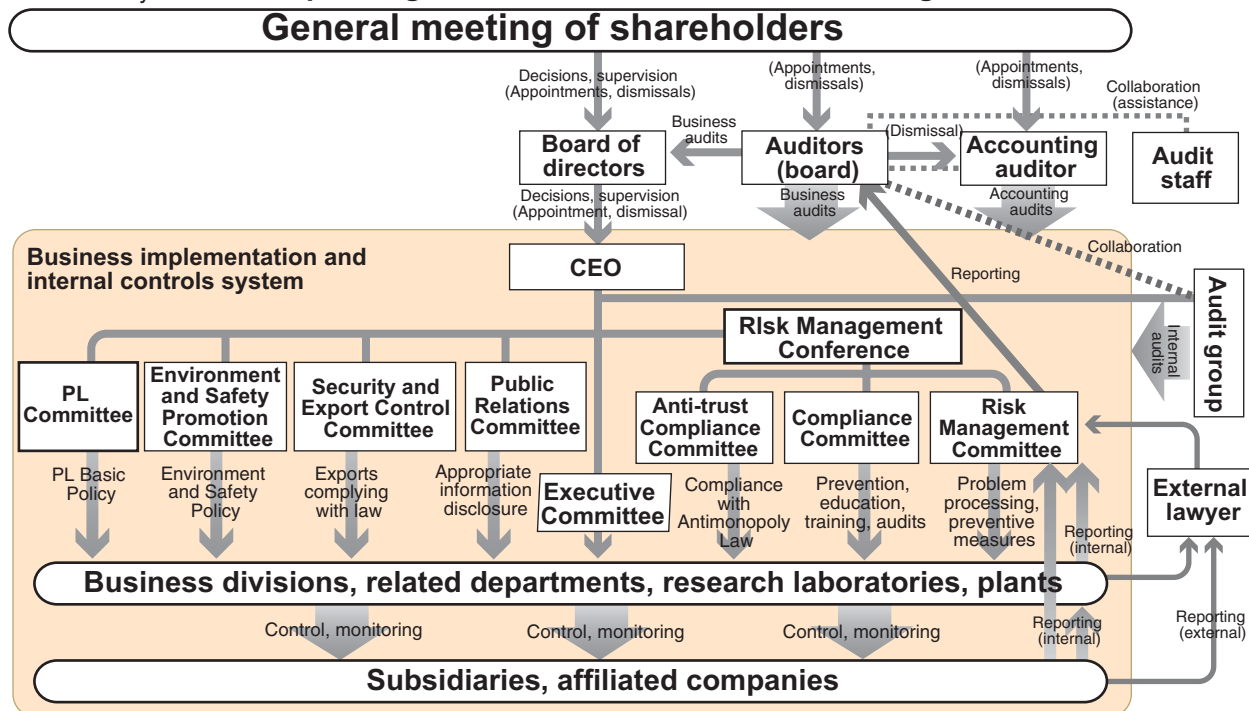 General meeting of shareholders
Decisions, supervision
(Appointments, dismissals)
(Appointments,
dismissals)
(Appointments,
dismissals)
Collaboration
(assistance)
Business
audits
(Dismissal)
Board of
directors
Auditors
(board)
Accounting
auditor
Audit
staff
Decisions, supervision
(Appointment, dismissal)
Business
audits
Accounting
audits
Collaboration
Business implementation and
internal controls system
CEO
Reporting
Audit group
Internal
audits
RIsk Management
Conference
PL
Committee
Environment
and Safety
Promotion
Committee
Security and
Export Control
Committee
Public
Relations
Committee
Anti-trust
Compliance
Committee
Compliance
Committee
Risk
Management
Committee
PL Basic
Policy
Environment
and Safety
Policy
Exports
complying
with law
Appropriate
information
disclosure
Executive
Committee
Compliance
with
Antimonopoly
Law
Prevention,
education,
training, audits
Problem
processing,
preventive
measures
Reporting
(internal)
External
lawyer
Business divisions, related departments, research laboratories, plants
Control, monitoring
Control, monitoring
Control, monitoring
Reporting
(internal)
Reporting
(external)
Subsidiaries, affiliated companies